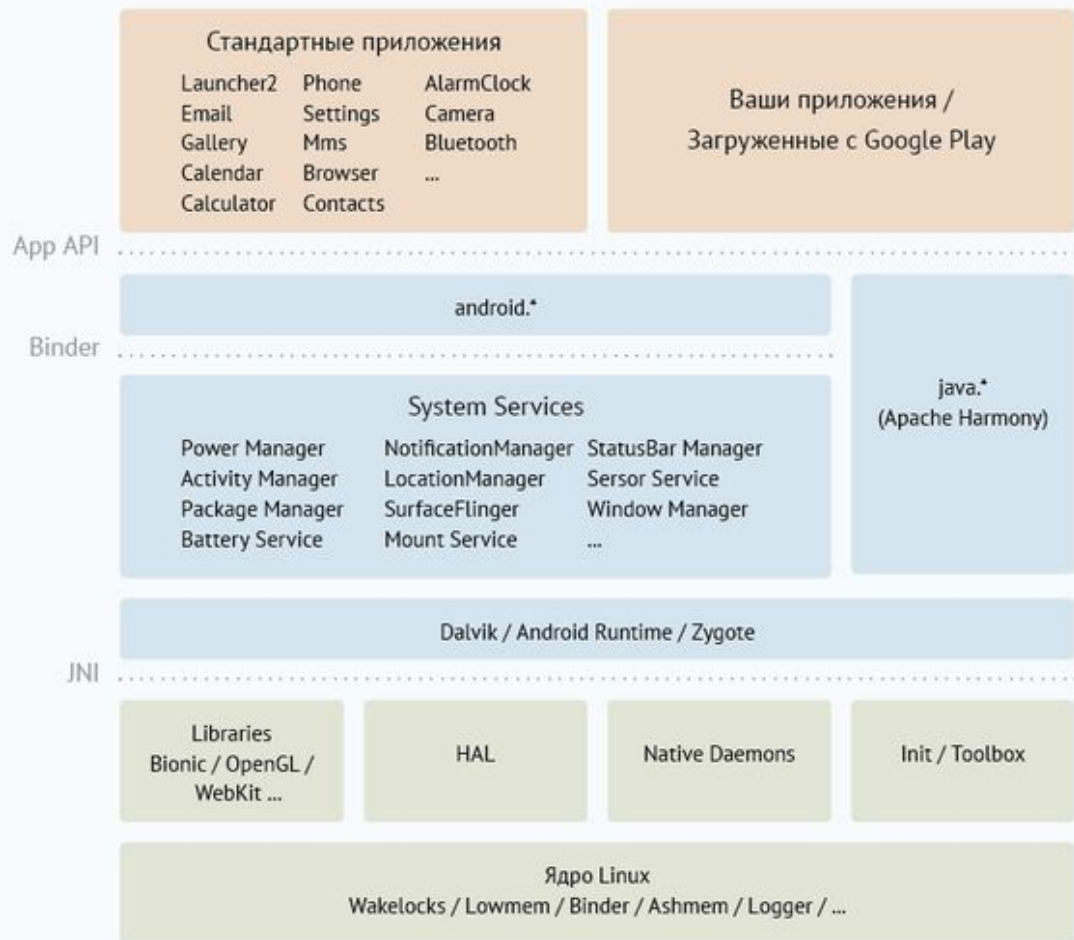 Стандартные приложения
Launcher2 Phone AlarmClock
Email Settings Camera
Gallery Mms Bluetooth
Calendar Browser ...
Calculator Contacts
Ваши приложения /
Загруженные с Google Play
App API
android.*
Binder
System Services
Power Manager NotificationManager StatusBar Manager
Activity Manager LocationManager Sersor Service
Package Manager SurfaceFlinger Window Manager
Battery Service Mount Service ...
java.*
(Apache Harmony)
Dalvik / Android Runtime / Zygote
JNI
Libraries
Bionic / OpenGL /
WebKit ...
HAL
Native Daemons
Init / Toolbox
Ядро Linux
Wakelocks / Lowmem / Binder / Ashmem / Logger / ...